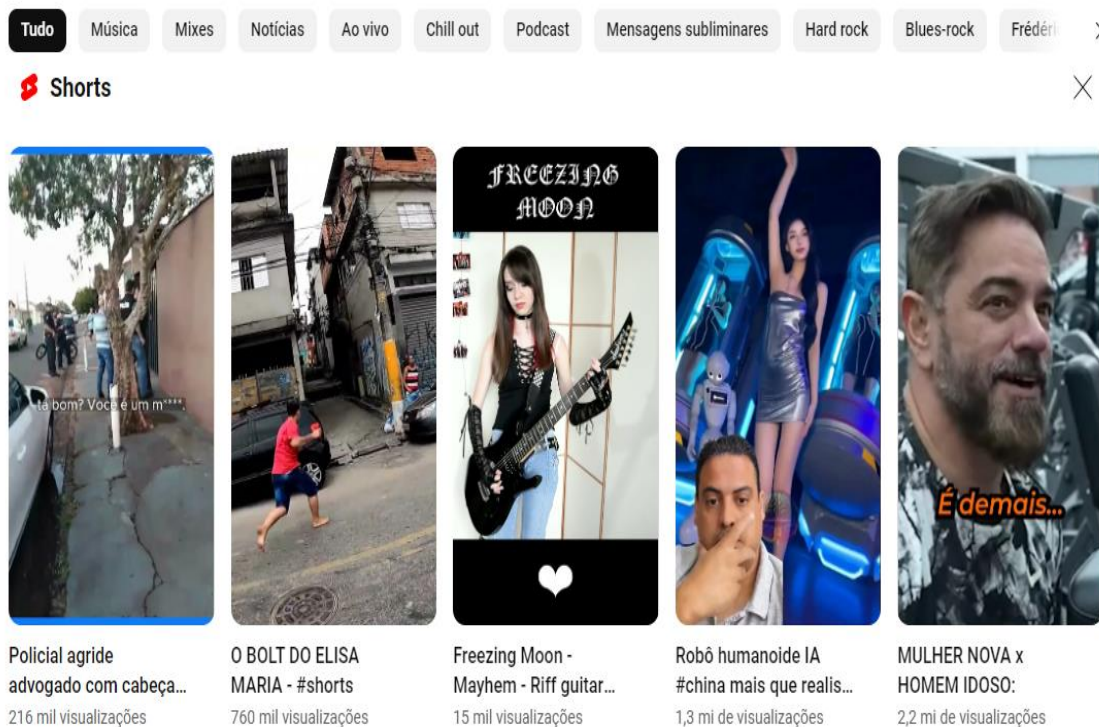 Tudo
Música
Mixes
Notícias
Ao vivo
Chill out
Podcast
Mensagens subliminares
Hard rock
Blues-rock
Shorts
tá bom? Você é um m****.
FREEZING
MOON
É demais...
Policial agride
advogado com cabeça...
216 mil visualizações
O BOLT DO ELISA
MARIA - #shorts
760 mil visualizações
Freezing Moon -
Mayhem - Riff guitar...
15 mil visualizações
Robô humanoide IA
#china mais que realis...
1,3 mi de visualizações
MULHER NOVA x
HOMEM IDOSO:
2,2 mi de visualizações